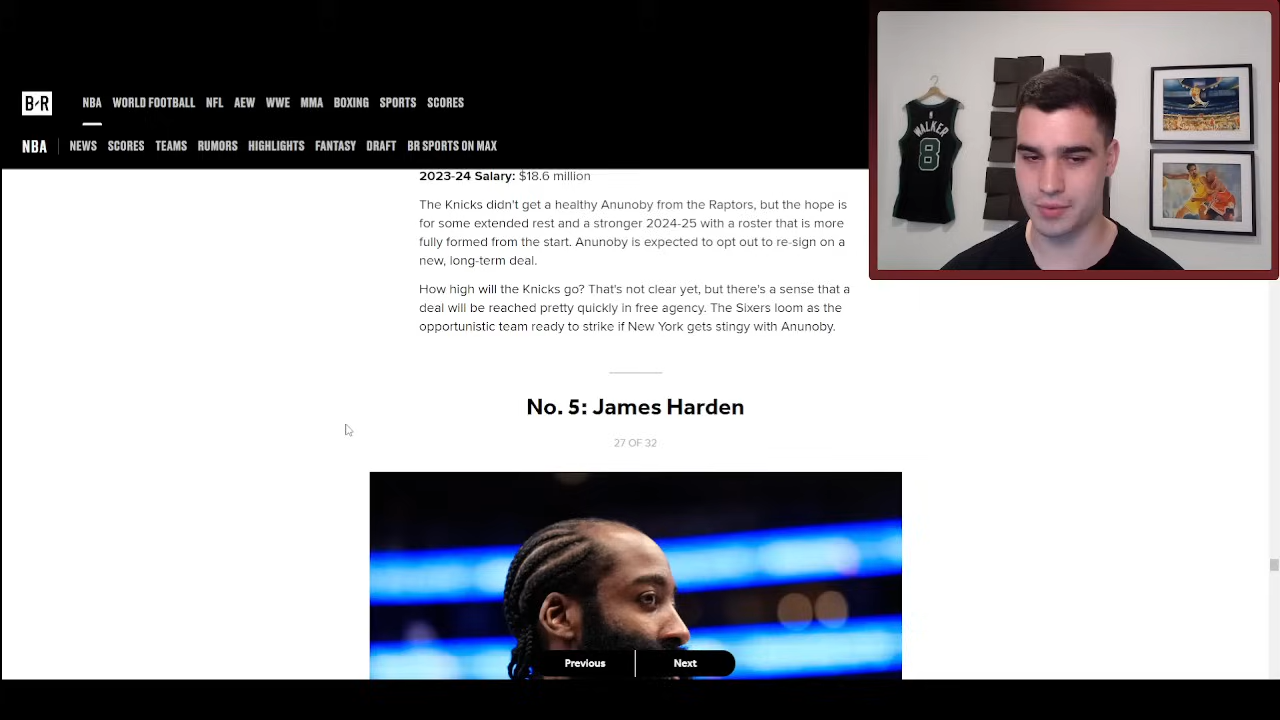 B/R
NBA WORLD FOOTBALL NFL AEW WWE MMA BOXING SPORTS SCORES
NBA NEWS SCORES TEAMS RUMORS HIGHLIGHTS FANTASY DRAFT BR SPORTS ON MAX
2023-24 Salary: $18.6 million
The Knicks didn't get a healthy Anunoby from the Raptors, but the hope is
for some extended rest and a stronger 2024-25 with a roster that is more
fully formed from the start. Anunoby is expected to opt out to re-sign on a
new, long-term deal.
How high will the Knicks go? That's not clear yet, but there's a sense that a
deal will be reached pretty quickly in free agency. The Sixers loom as the
opportunistic team ready to strike if New York gets stingy with Anunoby.
No. 5: James Harden
27 OF 32
Previous Next
WALKER
8